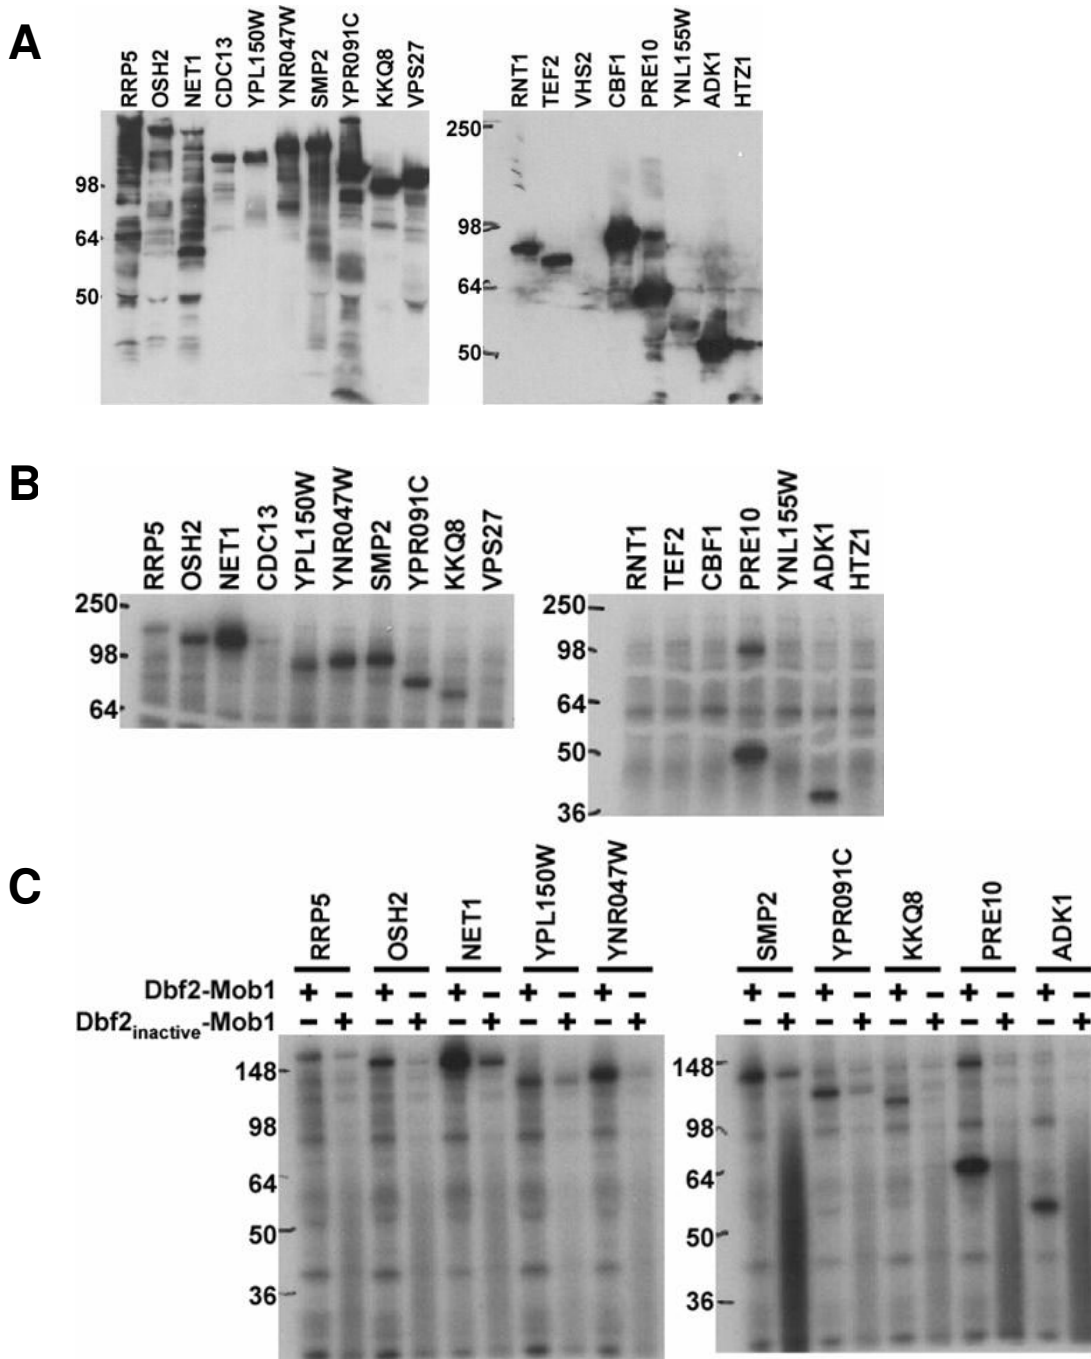 A
RRP5 OSH2 NET1 CDC13 YPL150W YNR047W SMP2 YPR091C KKQ8 VPS27
98
64
50
RNT1 TEF2 VHS2 CBF1 PRE10 YNL155W ADK1 HTZ1
250
98
64
50
B
RRP5 OSH2 NET1 CDC13 YPL150W YNR047W SMP2 YPR091C KKQ8 VPS27
250
98
64
RNT1 TEF2 CBF1 PRE10 YNL155W ADK1 HTZ1
250
98
64
50
36
C
RRP5 OSH2 NET1 YPL150W YNR047W SMP2 YPR091C KKQ8 PRE10 ADK1
Dbf2-Mob1 + − + − + − + − + − + − + − + − + − + −
Dbf2inactive-Mob1 − + − + − + − + − + − + − + − + − + − +
148
98
64
50
36
148
98
64
50
36